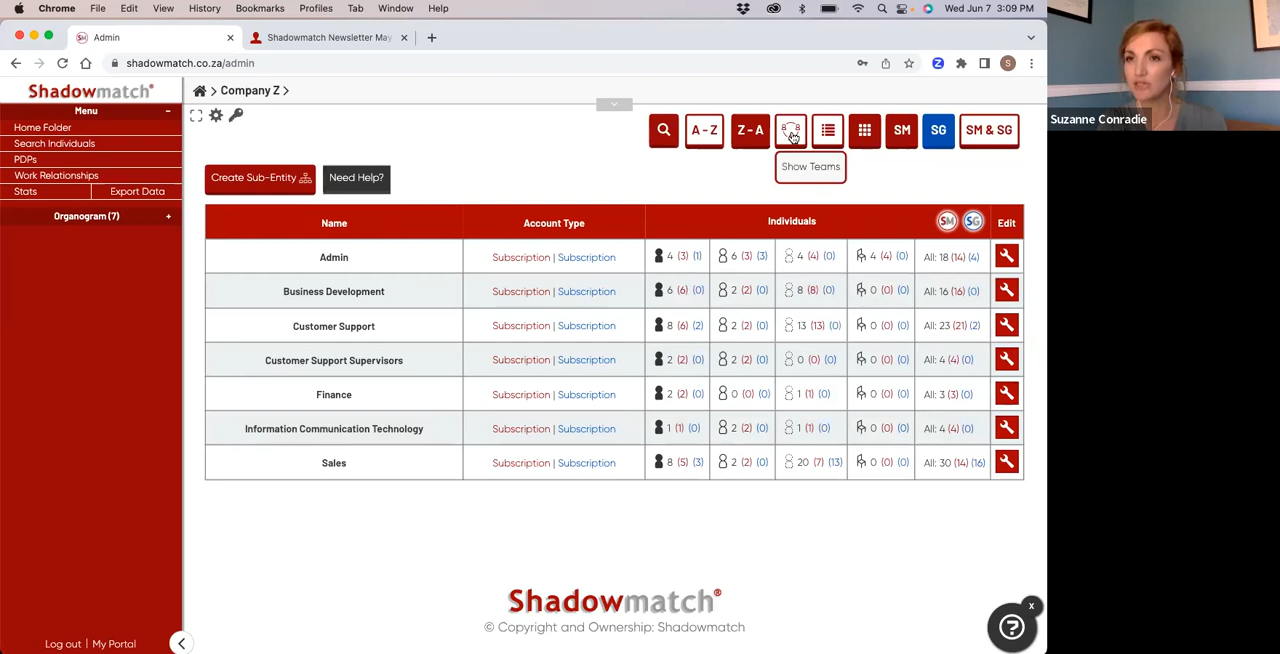 Chrome File Edit View History Bookmarks Profiles Tab Window Help Wed Jun 7 3:09 PM
SM Admin Shadowmatch Newsletter May
shadowmatch.co.za/admin S
Suzanne Conradie
Shadowmatch®
Company Z
Menu
Home Folder
Search Individuals
PDPs
Work Relationships
Stats Export Data
Organogram (7) +
A - Z Z - A SM SG SM & SG
Show Teams
Create Sub-Entity Need Help?
Name Account Type Individuals SM SG Edit
Admin Subscription | Subscription 4 (3) (1) 6 (3) (3) 4 (4) (0) 4 (4) (0) All: 18 (14) (4)
Business Development Subscription | Subscription 6 (6) (0) 2 (2) (0) 8 (8) (0) 0 (0) (0) All: 16 (16) (0)
Customer Support Subscription | Subscription 8 (6) (2) 2 (2) (0) 13 (13) (0) 0 (0) (0) All: 23 (21) (2)
Customer Support Supervisors Subscription | Subscription 2 (2) (0) 2 (2) (0) 0 (0) (0) 0 (0) (0) All: 4 (4) (0)
Finance Subscription | Subscription 2 (2) (0) 0 (0) (0) 1 (1) (0) 0 (0) (0) All: 3 (3) (0)
Information Communication Technology Subscription | Subscription 1 (1) (0) 2 (2) (0) 1 (1) (0) 0 (0) (0) All: 4 (4) (0)
Sales Subscription | Subscription 8 (5) (3) 2 (2) (0) 20 (7) (13) 0 (0) (0) All: 30 (14) (16)
Shadowmatch®
© Copyright and Ownership: Shadowmatch
x
?
Log out | My Portal